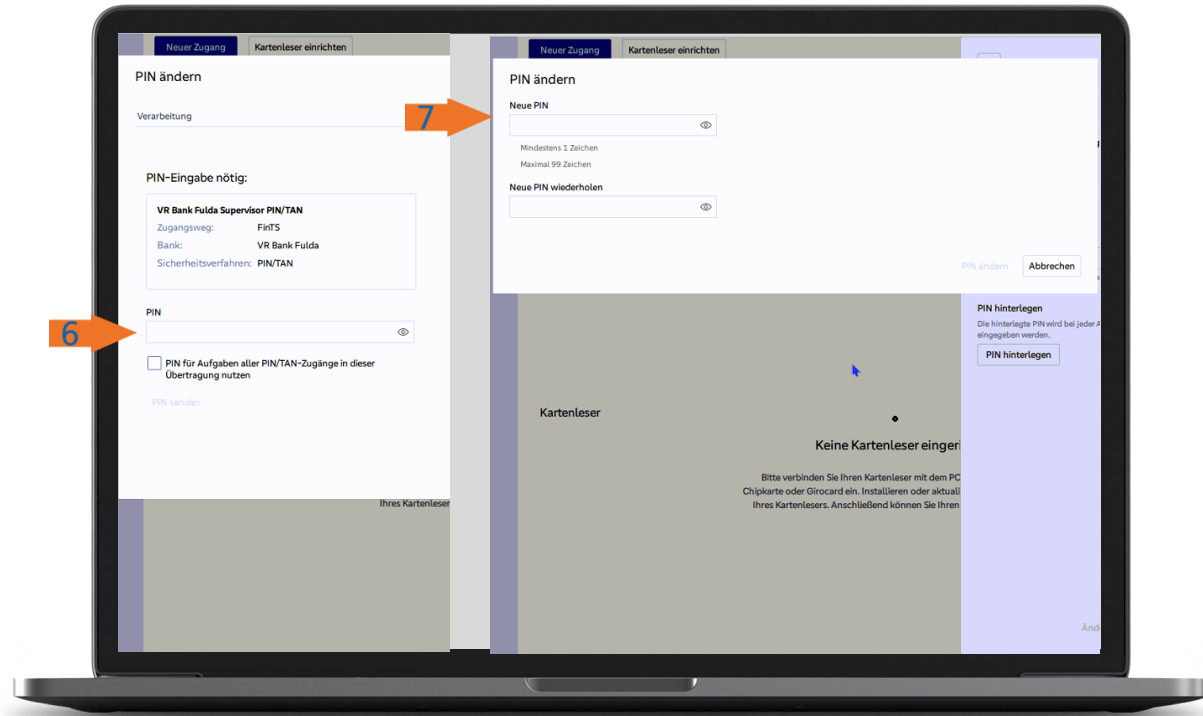 Neuer Zugang
Kartenleser einrichten
PIN ändern
Verarbeitung
PIN-Eingabe nötig:
VR Bank Fulda Supervisor PIN/TAN
Zugangsweg: FinTS
Bank: VR Bank Fulda
Sicherheitsverfahren: PIN/TAN
PIN
6
PIN für Aufgaben aller PIN/TAN-Zugänge in dieser
Übertragung nutzen
PIN senden
Ihres Kartenleser
Neuer Zugang
Kartenleser einrichten
PIN ändern
7
Neue PIN
Mindestens 1 Zeichen
Maximal 99 Zeichen
Neue PIN wiederholen
PIN ändern
Abbrechen
PIN hinterlegen
Die hinterlegte PIN wird bei jeder A
eingegeben werden.
PIN hinterlegen
Kartenleser
Keine Kartenleser eingeri
Bitte verbinden Sie Ihren Kartenleser mit dem PC
Chipkarte oder Girocard ein. Installieren oder aktuali
Ihres Kartenlesers. Anschließend können Sie Ihren
Ände